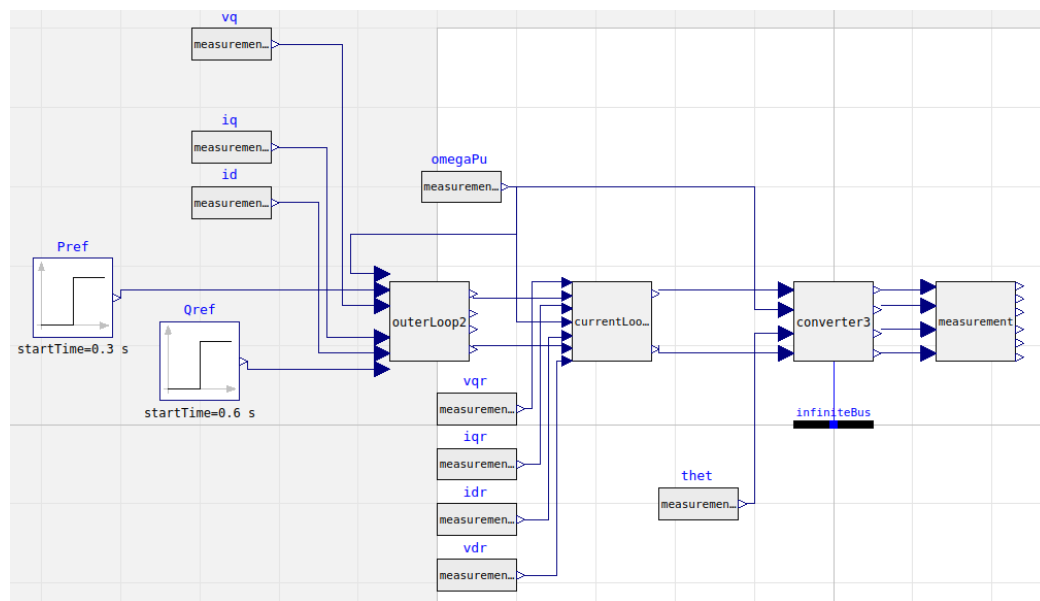 vq
measuremen...
iq
measuremen...
id
measuremen...
omegaPu
measuremen...
Pref
startTime=0.3 s
Qref
startTime=0.6 s
outerLoop2
currentLoo...
converter3
measurement
vqr
measuremen...
iqr
measuremen...
idr
measuremen...
vdr
measuremen...
infiniteBus
thet
measuremen...